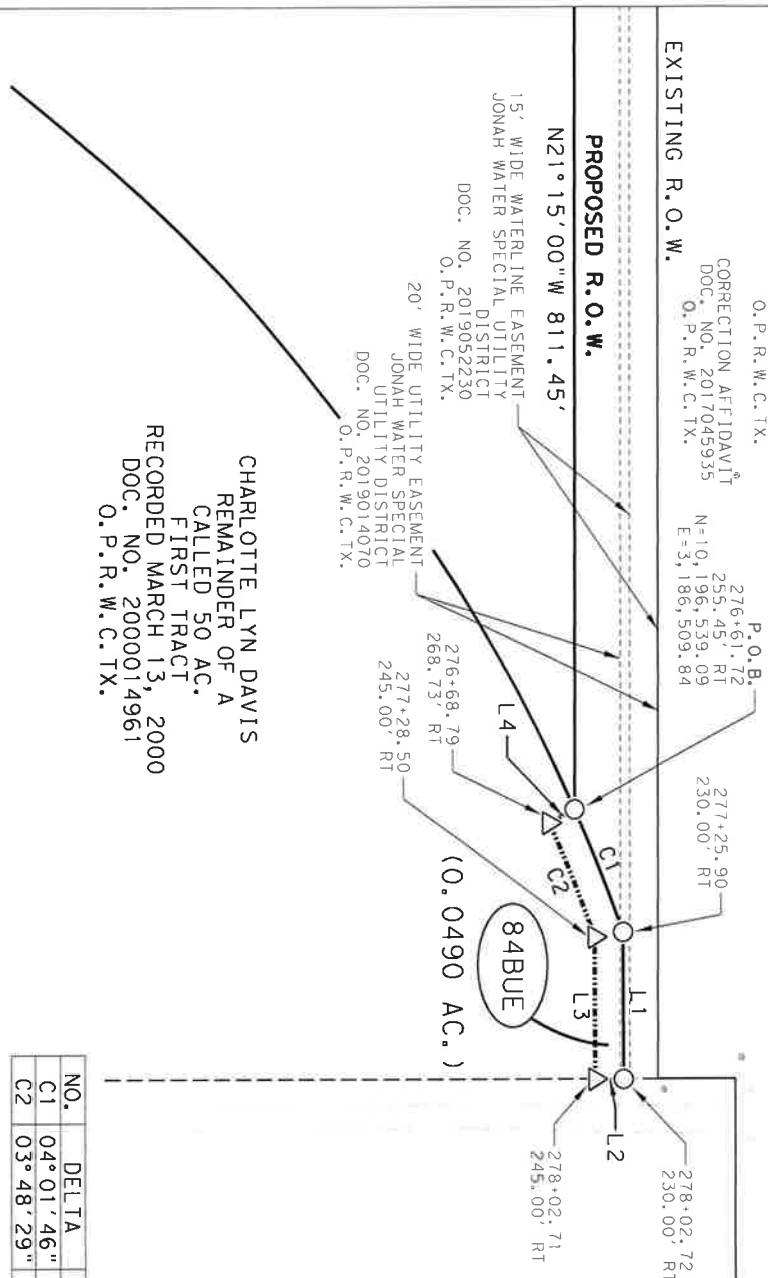 O.P.R.W.C.TX.
CORRECTION AFFIDAVIT
DOC. NO. 2017045935
O.P.R.W.C.TX.
EXISTING R.O.W.
P.O.B.
276+61.72
255.45' RT
N=10,196,539.09
E=3,186,509.84
277+25.90
230.00' RT
278+02.72
230.00' RT
PROPOSED R.O.W.
N21°15'00"W 811.45'
15' WIDE WATERLINE EASEMENT
JONAH WATER SPECIAL UTILITY
DISTRICT
DOC. NO. 2019052230
O.P.R.W.C.TX.
20' WIDE UTILITY EASEMENT
JONAH WATER SPECIAL
UTILITY DISTRICT
DOC. NO. 2019014070
O.P.R.W.C.TX.
L4
C1
C2
L1
L3
L2
276+68.79
268.73' RT
277+28.50
245.00' RT
278+02.71
245.00' RT
84BUE
(0.0490 AC.)
CHARLOTTE LYN DAVIS
REMAINDER OF A
CALLED 50 AC.
FIRST TRACT
RECORDED MARCH 13, 2000
DOC. NO. 2000014961
O.P.R.W.C.TX.
NO. DELTA
C1 04°01'46"
C2 03°48'29"